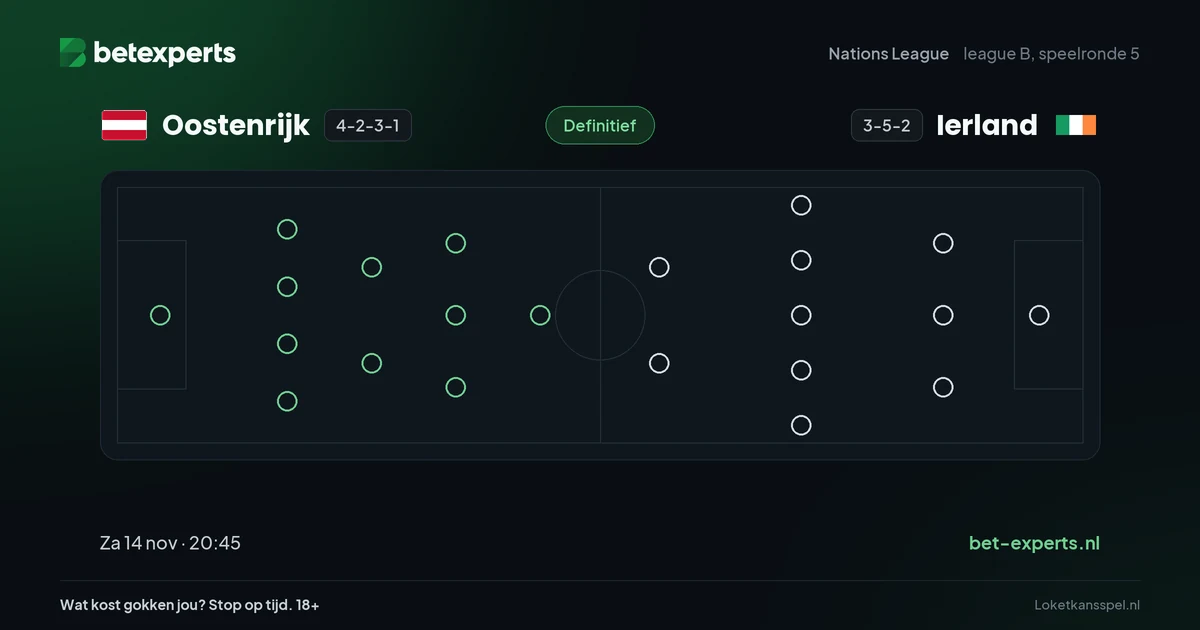 betexperts
Nations League league B, speelronde 5
Oostenrijk 4-2-3-1 Definitief 3-5-2 Ierland
Za 14 nov · 20:45
bet-experts.nl
Wat kost gokken jou? Stop op tijd. 18+
Loketkansspel.nl